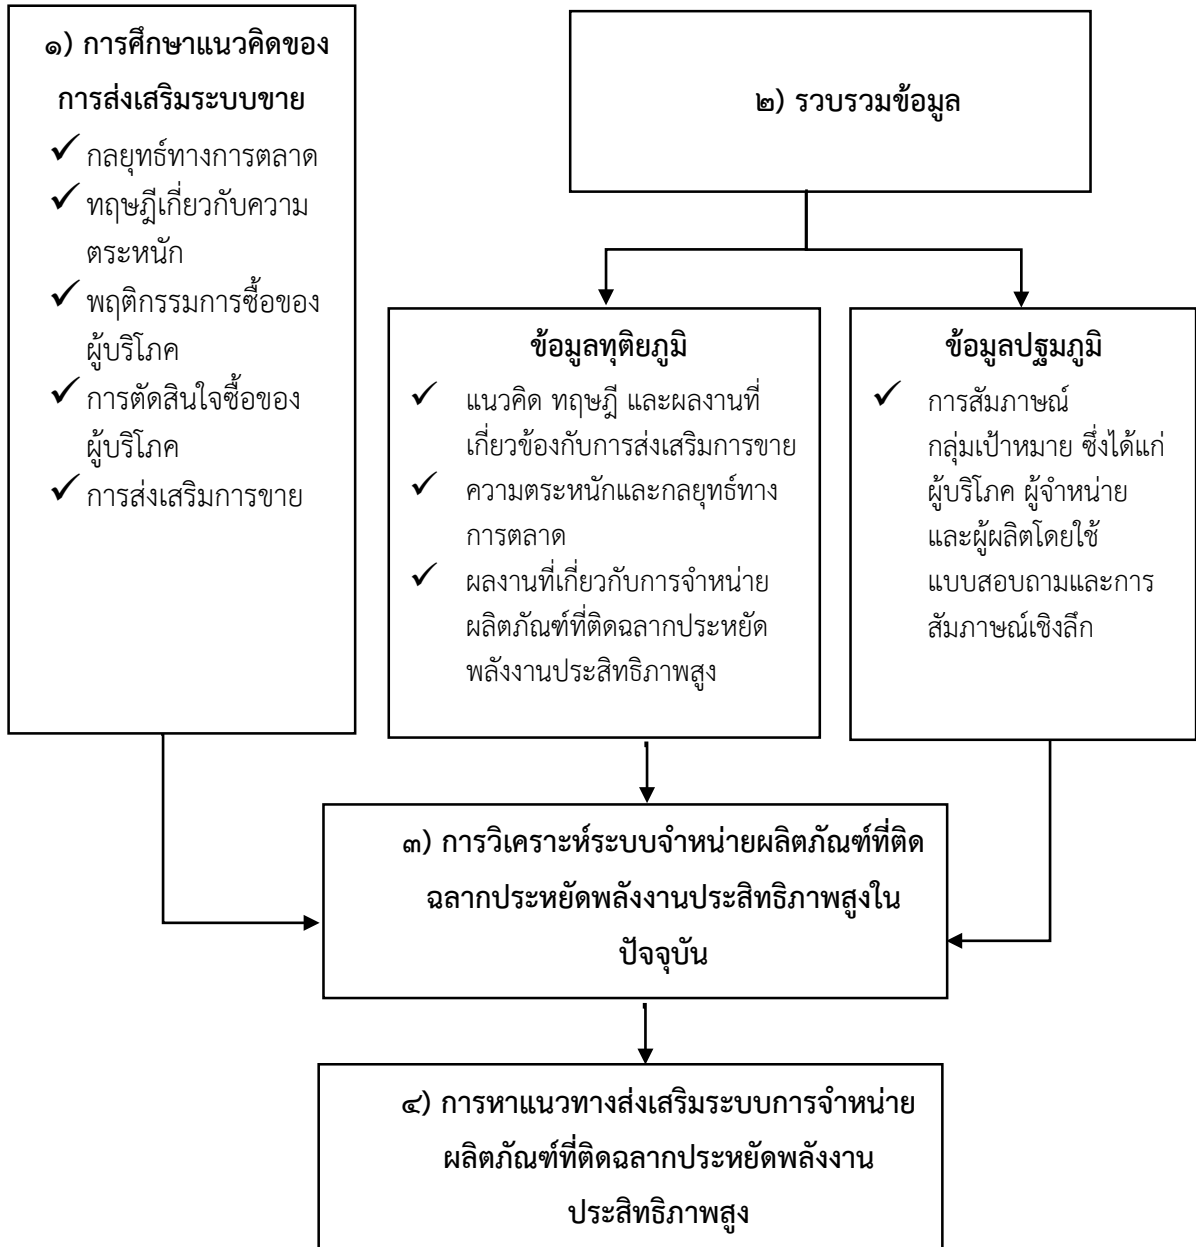 ๑) การศึกษาแนวคิดของ
การส่งเสริมระบบขาย
✓ กลยุทธ์ทางการตลาด
✓ ทฤษฎีเกี่ยวกับความ
ตระหนัก
✓ พฤติกรรมการซื้อของ
ผู้บริโภค
✓ การตัดสินใจซื้อของ
ผู้บริโภค
✓ การส่งเสริมการขาย
๒) รวบรวมข้อมูล
ข้อมูลทุติยภูมิ
✓ แนวคิด ทฤษฎี และผลงานที่
เกี่ยวข้องกับการส่งเสริมการขาย
✓ ความตระหนักและกลยุทธ์ทาง
การตลาด
✓ ผลงานที่เกี่ยวกับการจำหน่าย
ผลิตภัณฑ์ที่ติดฉลากประหยัด
พลังงานประสิทธิภาพสูง
ข้อมูลปฐมภูมิ
✓ การสัมภาษณ์
กลุ่มเป้าหมาย ซึ่งได้แก่
ผู้บริโภค ผู้จำหน่าย
และผู้ผลิตโดยใช้
แบบสอบถามและการ
สัมภาษณ์เชิงลึก
๓) การวิเคราะห์ระบบจำหน่ายผลิตภัณฑ์ที่ติด
ฉลากประหยัดพลังงานประสิทธิภาพสูงใน
ปัจจุบัน
๔) การหาแนวทางส่งเสริมระบบการจำหน่าย
ผลิตภัณฑ์ที่ติดฉลากประหยัดพลังงาน
ประสิทธิภาพสูง